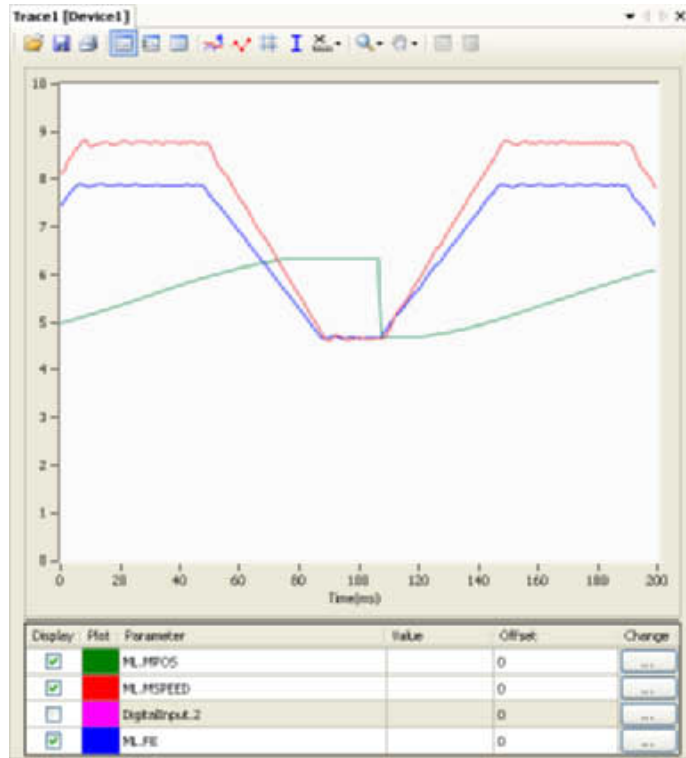 Trace1 [Device1]
10
9
8
7
6
5
4
3
2
1
0
0 20 40 60 80 100 120 140 160 180 200
Time(ms)
Display Plot Parameter Value Offset Change
ML.MPOS 0 ...
ML.MSPEED 0 ...
DigitalInput.2 0 ...
ML.FE 0 ...